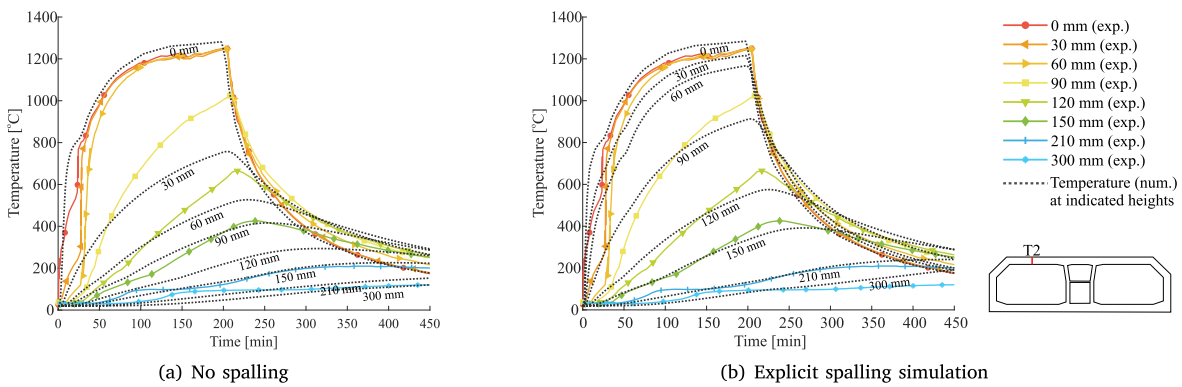 1400
1200
1000
800
600
400
200
0
0 50 100 150 200 250 300 350 400 450
Temperature [°C]
Time [min]
0 mm
30 mm
60 mm
90 mm
120 mm
150 mm
210 mm
300 mm
(a) No spalling
1400
1200
1000
800
600
400
200
0
0 50 100 150 200 250 300 350 400 450
Temperature [°C]
Time [min]
0 mm
30 mm
60 mm
90 mm
120 mm
150 mm
210 mm
300 mm
(b) Explicit spalling simulation
0 mm (exp.)
30 mm (exp.)
60 mm (exp.)
90 mm (exp.)
120 mm (exp.)
150 mm (exp.)
210 mm (exp.)
300 mm (exp.)
Temperature (num.)
at indicated heights
T2